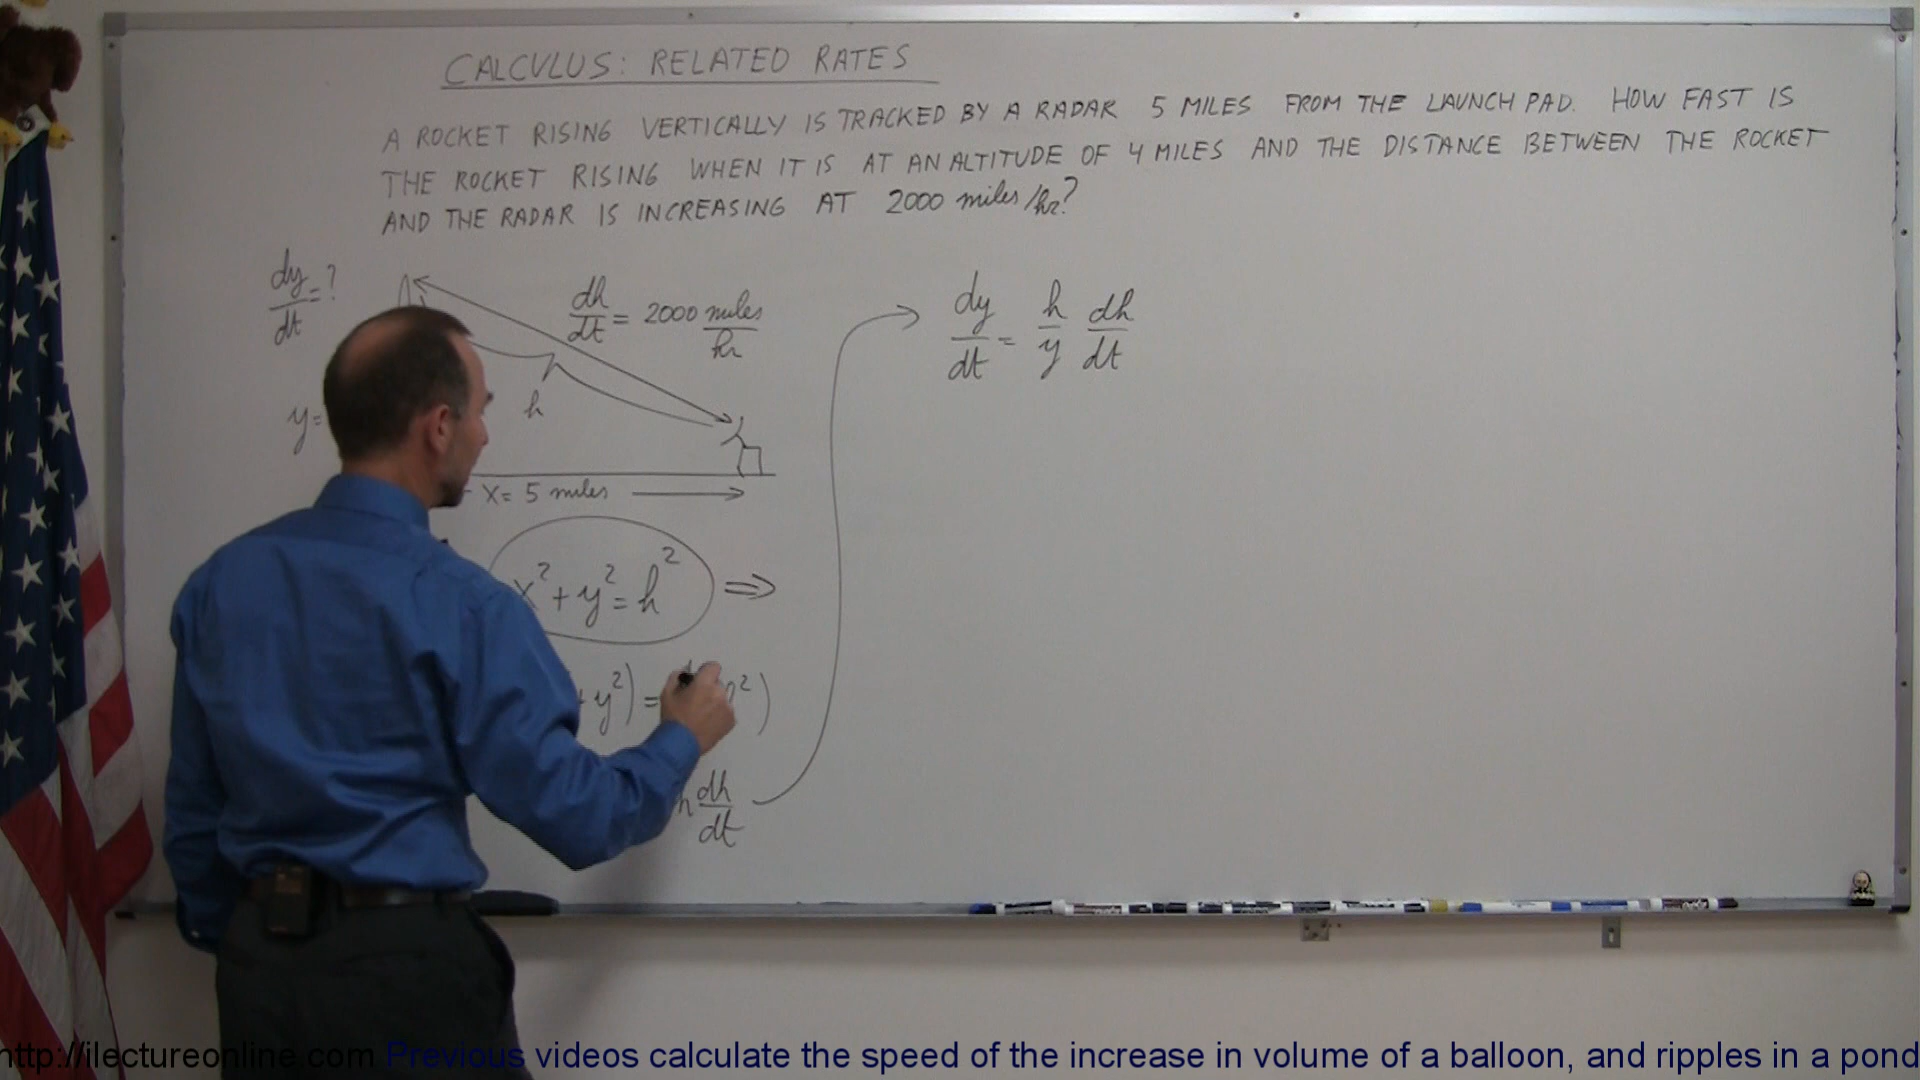 CALCULUS: RELATED RATES
A ROCKET RISING VERTICALLY IS TRACKED BY A RADAR 5 MILES FROM THE LAUNCH PAD. HOW FAST IS
THE ROCKET RISING WHEN IT IS AT AN ALTITUDE OF 4 MILES AND THE DISTANCE BETWEEN THE ROCKET
AND THE RADAR IS INCREASING AT 2000 miles/hr?
dy/dt = ?
dh/dt = 2000 miles/hr
dy/dt = h/y dh/dt
y=
h
x = 5 miles
x² + y² = h² ⇒
+ y²) =
²)
h dh/dt
http://ilectureonline.com Previous videos calculate the speed of the increase in volume of a balloon, and ripples in a pond